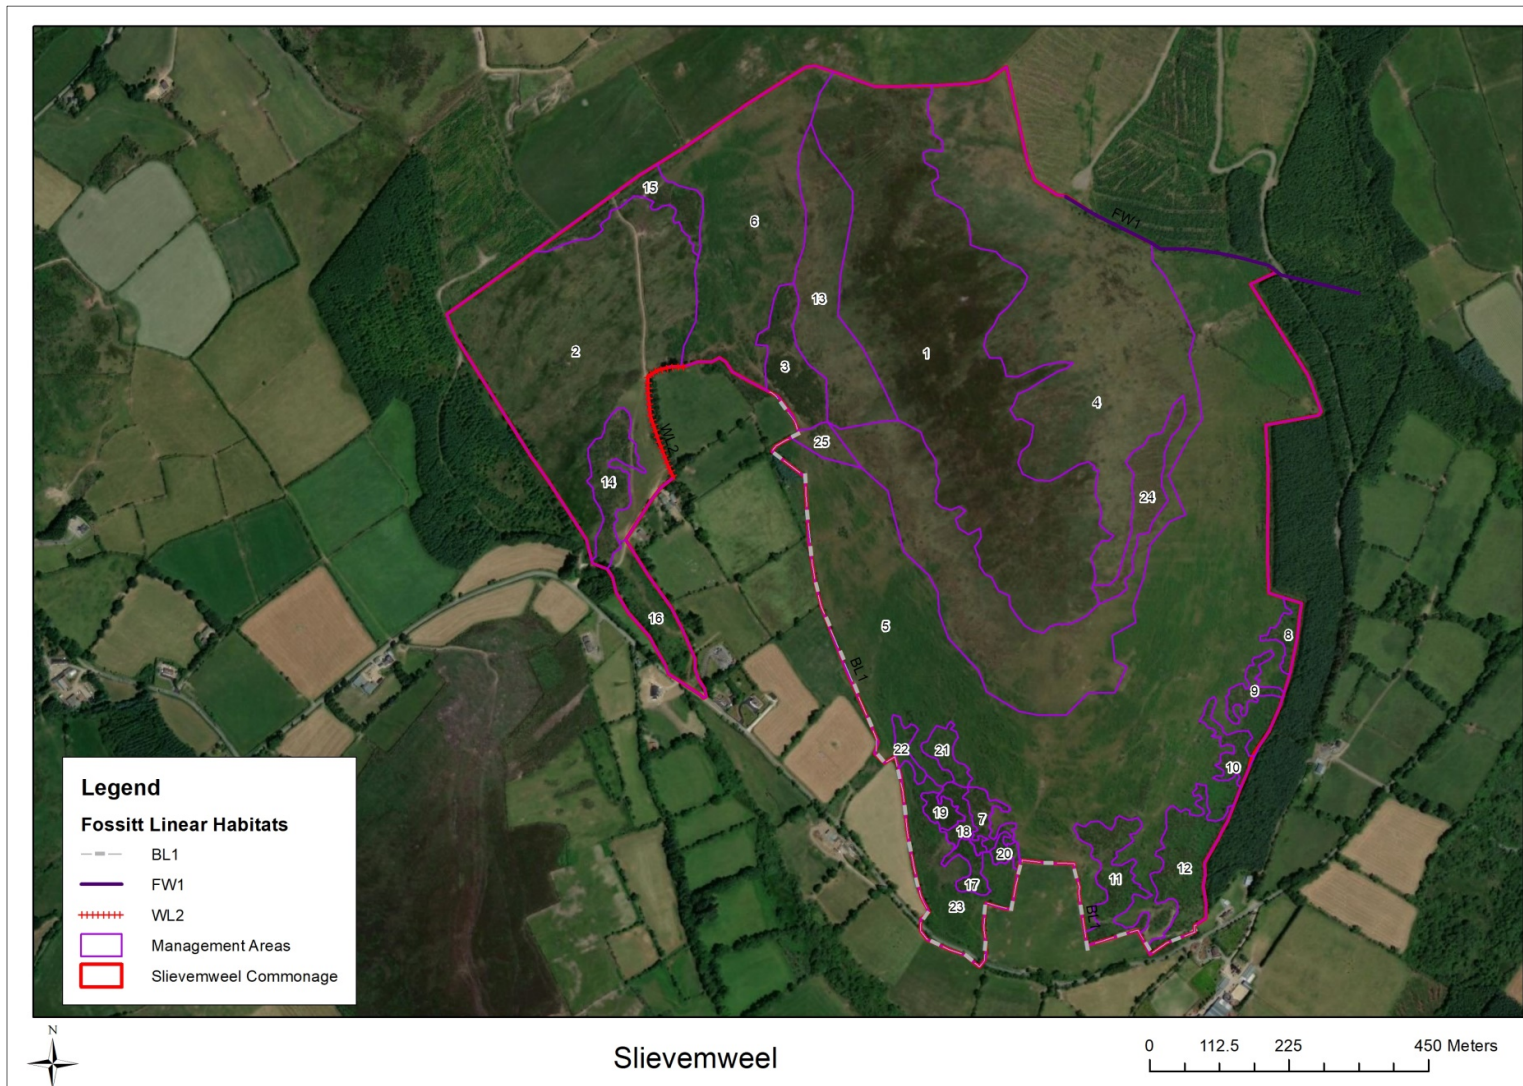 FW1
15
6
13
2
3
1
4
WL2
25
14
24
16
5
8
BL1
9
22
21
10
19
7
18
20
12
11
17
23
BL1
Legend
Fossitt Linear Habitats
BL1
FW1
WL2
Management Areas
Slievemweel Commonage
N
Slievemweel
0 112.5 225 450 Meters